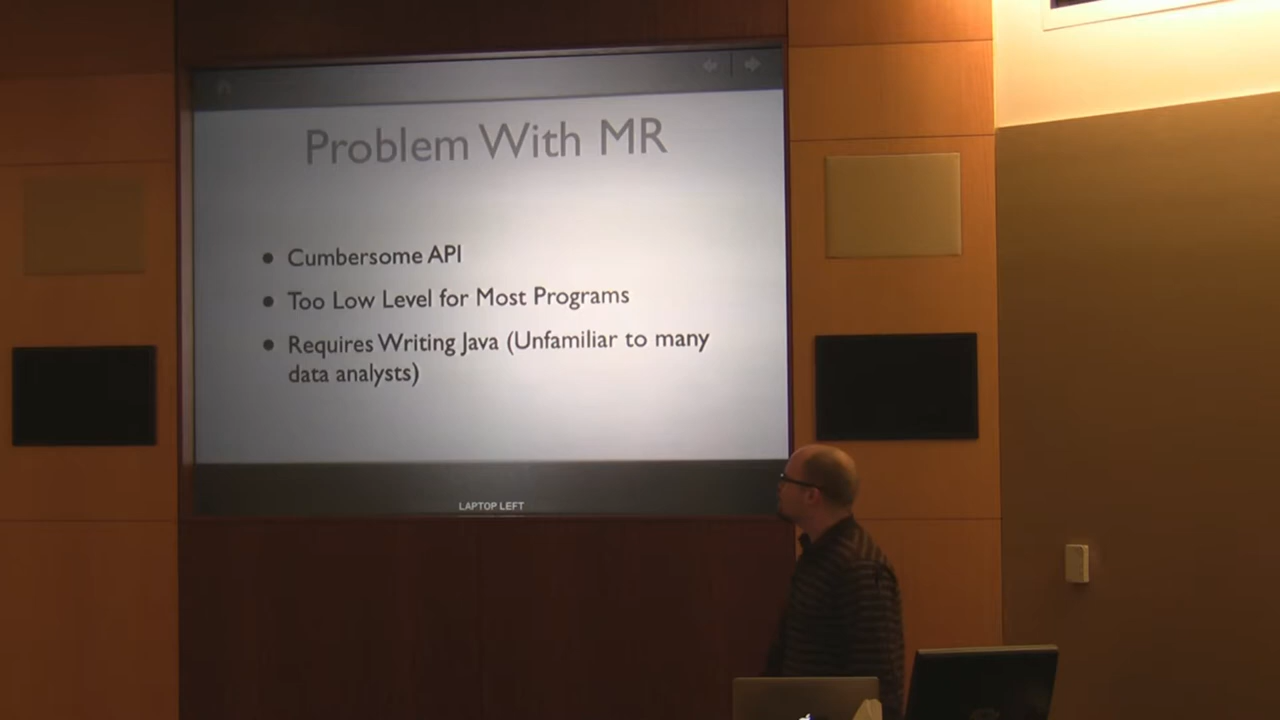 Problem With MR
• Cumbersome API
• Too Low Level for Most Programs
• Requires Writing Java (Unfamiliar to many
data analysts)
LAPTOP LEFT